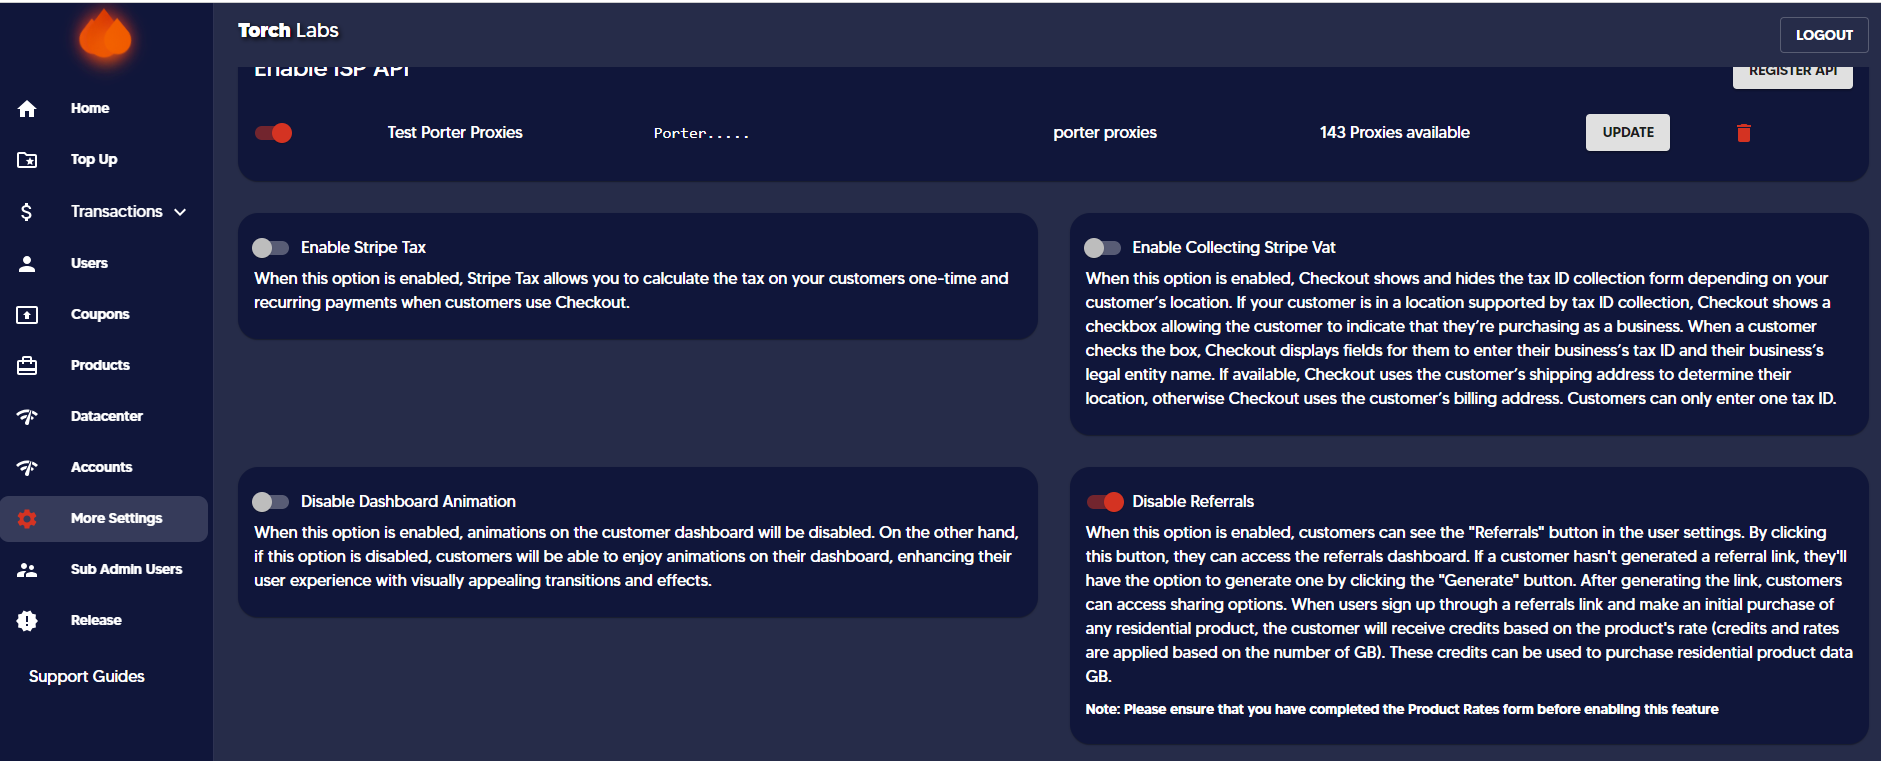 Torch Labs
LOGOUT
Home
Top Up
Transactions
Users
Coupons
Products
Datacenter
Accounts
More Settings
Sub Admin Users
Release
Support Guides
Enable ISP API
REGISTER API
Test Porter Proxies
Porter.....
porter proxies
143 Proxies available
UPDATE
Enable Stripe Tax
When this option is enabled, Stripe Tax allows you to calculate the tax on your customers one-time and
recurring payments when customers use Checkout.
Enable Collecting Stripe Vat
When this option is enabled, Checkout shows and hides the tax ID collection form depending on your
customer’s location. If your customer is in a location supported by tax ID collection, Checkout shows a
checkbox allowing the customer to indicate that they’re purchasing as a business. When a customer
checks the box, Checkout displays fields for them to enter their business’s tax ID and their business’s
legal entity name. If available, Checkout uses the customer’s shipping address to determine their
location, otherwise Checkout uses the customer’s billing address. Customers can only enter one tax ID.
Disable Dashboard Animation
When this option is enabled, animations on the customer dashboard will be disabled. On the other hand,
if this option is disabled, customers will be able to enjoy animations on their dashboard, enhancing their
user experience with visually appealing transitions and effects.
Disable Referrals
When this option is enabled, customers can see the "Referrals" button in the user settings. By clicking
this button, they can access the referrals dashboard. If a customer hasn't generated a referral link, they'll
have the option to generate one by clicking the "Generate" button. After generating the link, customers
can access sharing options. When users sign up through a referrals link and make an initial purchase of
any residential product, the customer will receive credits based on the product's rate (credits and rates
are applied based on the number of GB). These credits can be used to purchase residential product data
GB.
Note: Please ensure that you have completed the Product Rates form before enabling this feature